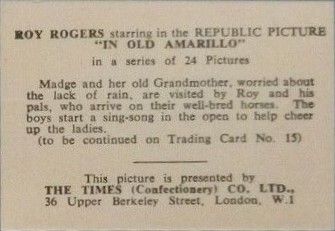 ROY ROGERS starring in the REPUBLIC PICTURE
"IN OLD AMARILLO"
in a series of 24 Pictures
Madge and her old Grandmother, worried about
the lack of rain, are visited by Roy and his
pals, who arrive on their well-bred horses. The
boys start a sing-song in the open to help cheer
up the ladies.
(to be continued on Trading Card No. 15)
This picture is presented by
THE TIMES (Confectionery) CO. LTD.,
36 Upper Berkeley Street, London, W.1